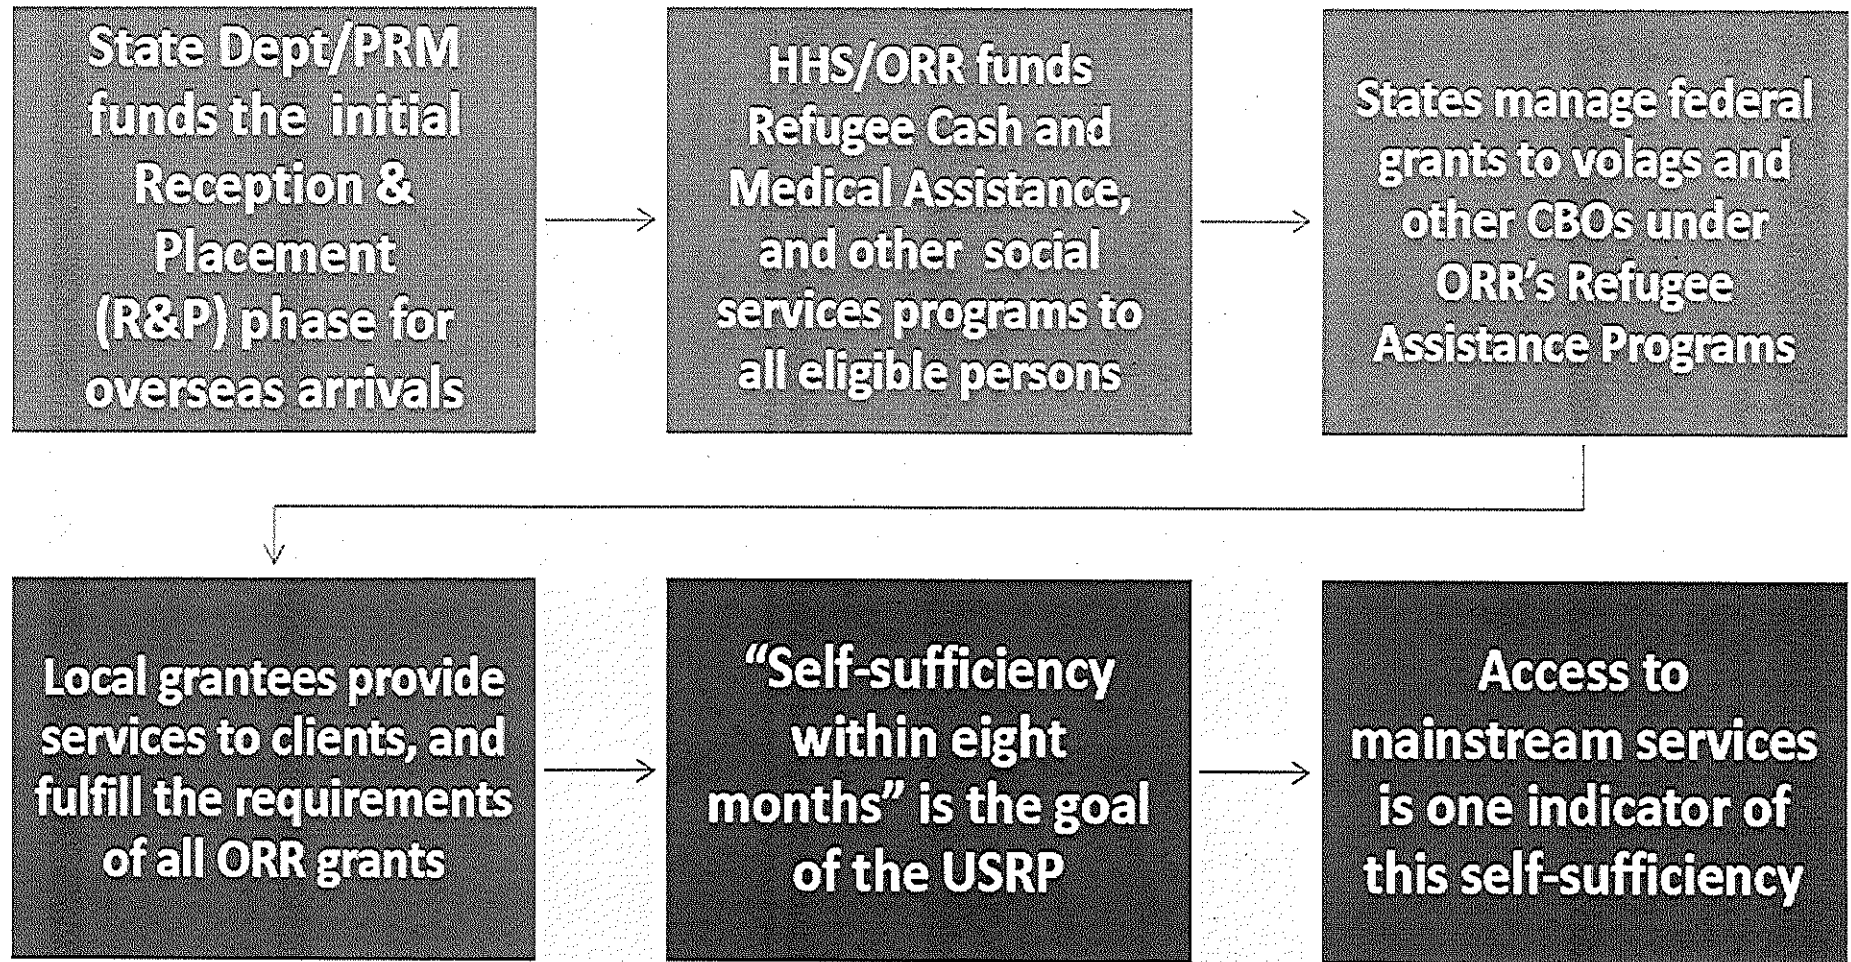 State Dept/PRM
funds the initial
Reception &
Placement
(R&P) phase for
overseas arrivals
HHS/ORR funds
Refugee Cash and
Medical Assistance,
and other social
services programs to
all eligible persons
States manage federal
grants to volags and
other CBOs under
ORR's Refugee
Assistance Programs
Local grantees provide
services to clients, and
fulfill the requirements
of all ORR grants
“Self-sufficiency
within eight
months” is the goal
of the USRP
Access to
mainstream services
is one indicator of
this self-sufficiency